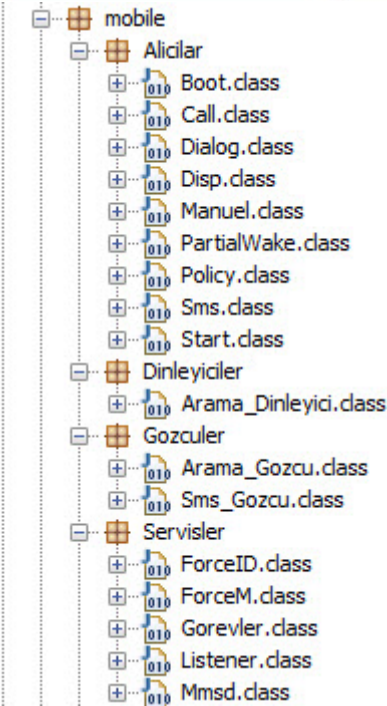 mobile
Alicilar
Boot.class
Call.class
Dialog.class
Disp.class
Manuel.class
PartialWake.class
Policy.class
Sms.class
Start.class
Dinleyiciler
Arama_Dinleyici.class
Gozculer
Arama_Gozcu.class
Sms_Gozcu.class
Servisler
ForceID.class
ForceM.class
Gorevler.class
Listener.class
Mmsd.class